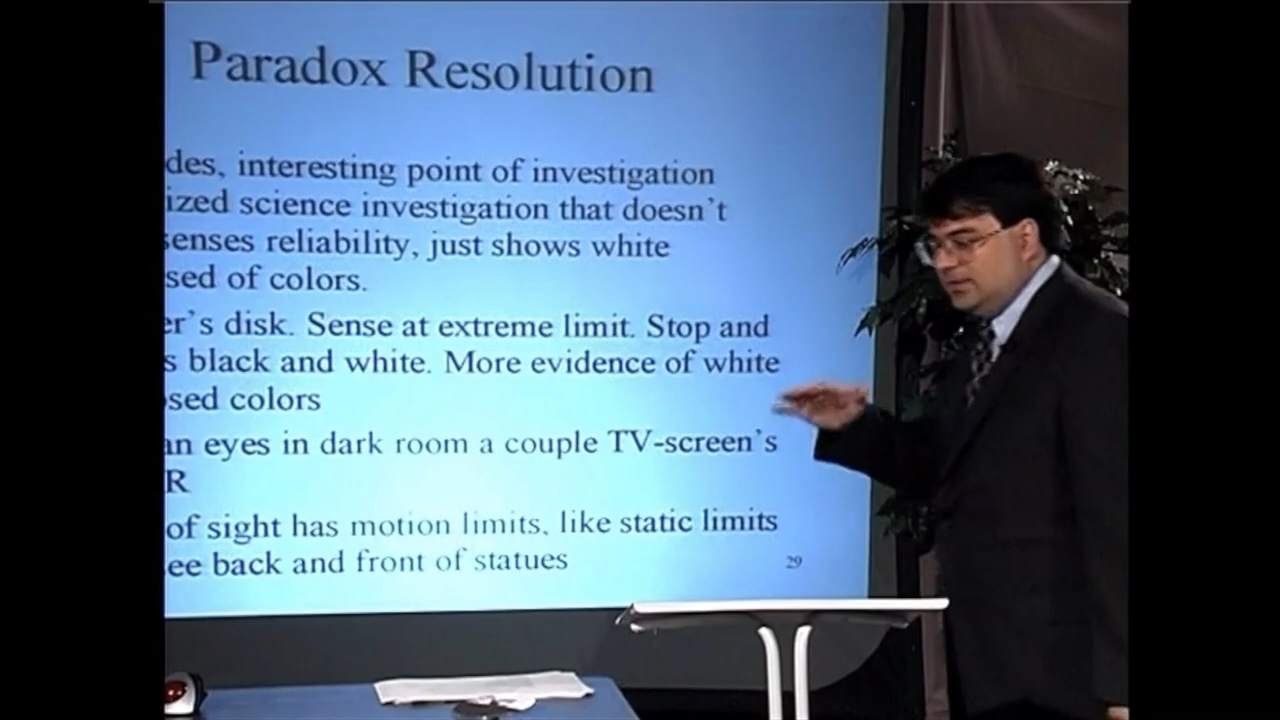 Paradox Resolution
des, interesting point of investigation
ized science investigation that doesn't
senses reliability, just shows white
sed of colors.
er's disk. Sense at extreme limit. Stop and
s black and white. More evidence of white
sed colors
an eyes in dark room a couple TV-screen's
R
of sight has motion limits, like static limits
ee back and front of statues
29